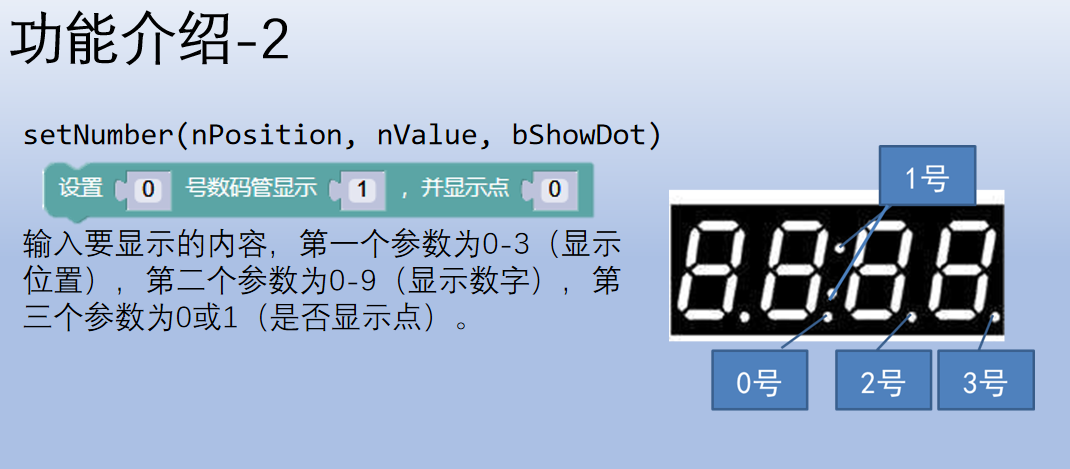 功能介绍-2
setNumber(nPosition, nValue, bShowDot)
设置 0 号数码管显示 1 ，并显示点 0
输入要显示的内容，第一个参数为0-3（显示
位置），第二个参数为0-9（显示数字），第
三个参数为0或1（是否显示点）。
1号
8.8:8.8.
0号
2号
3号